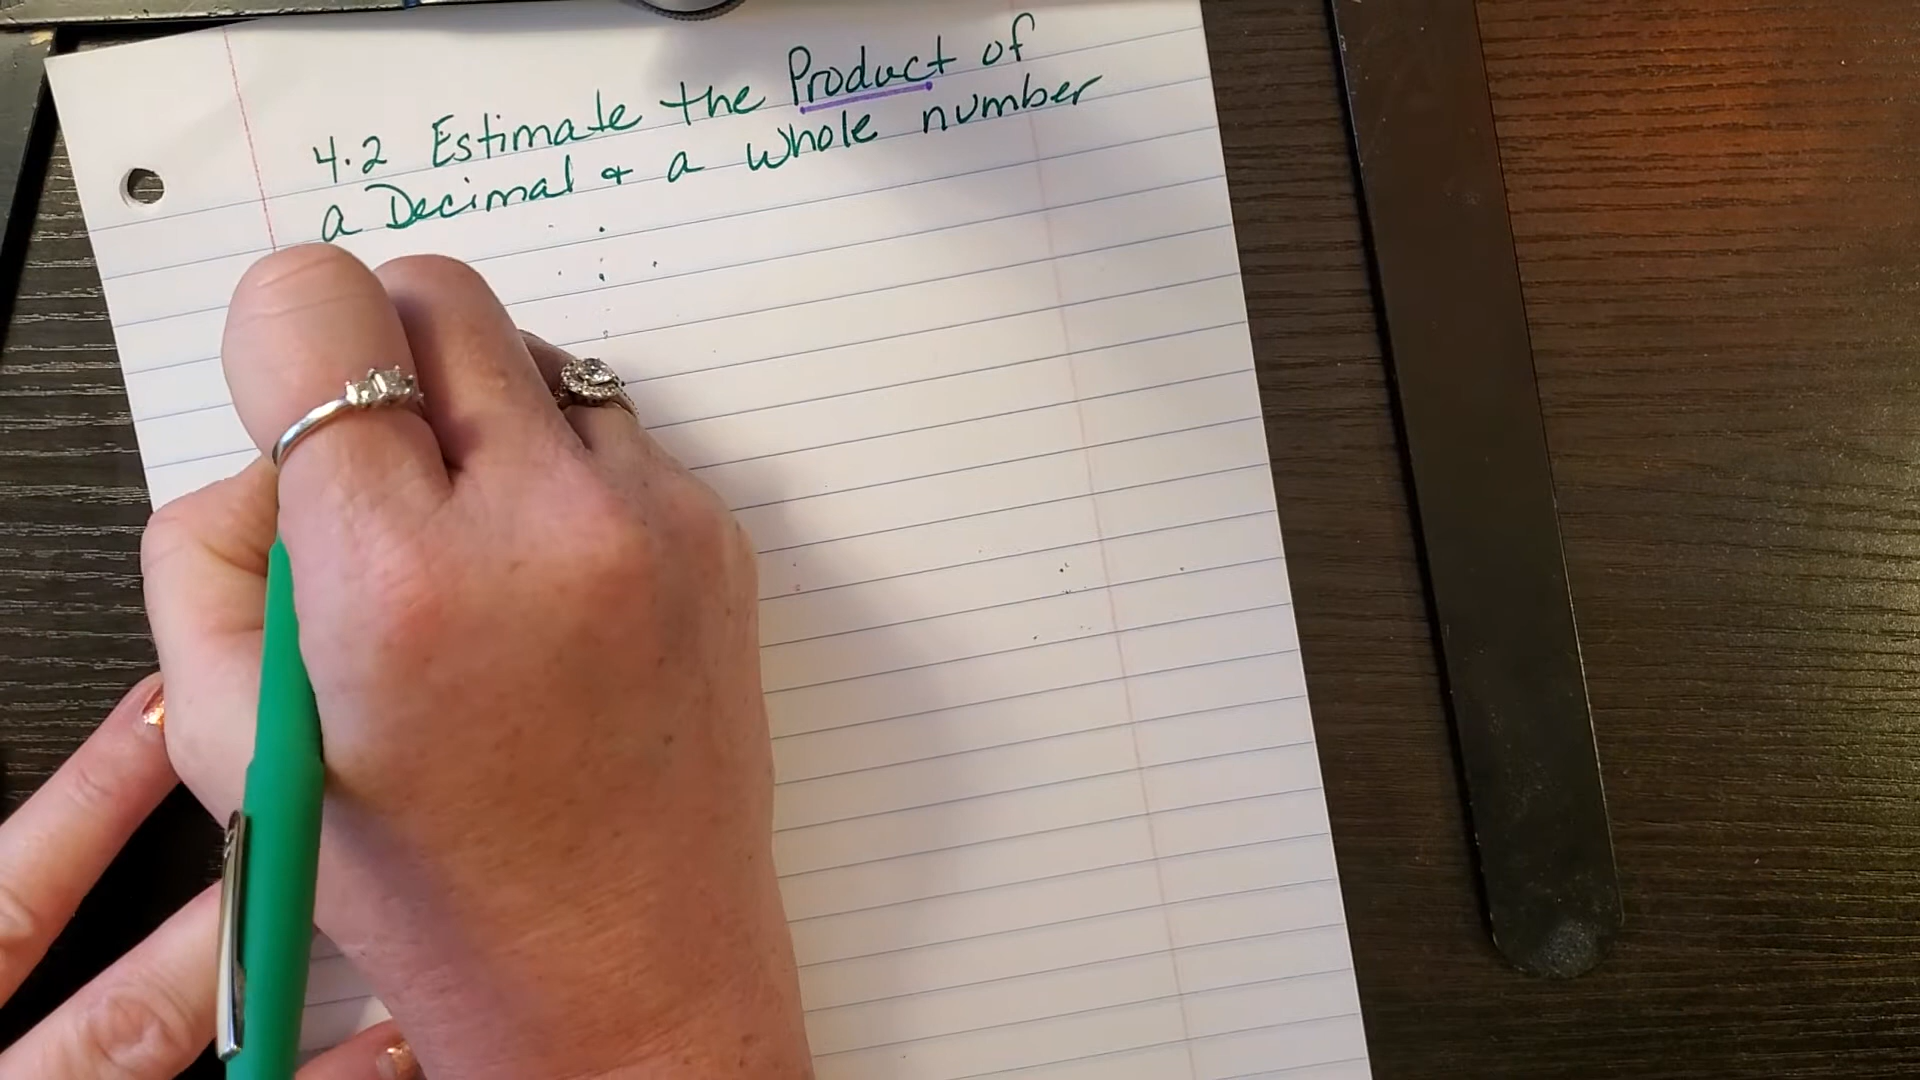 4.2 Estimate the Product of
a Decimal & a whole number